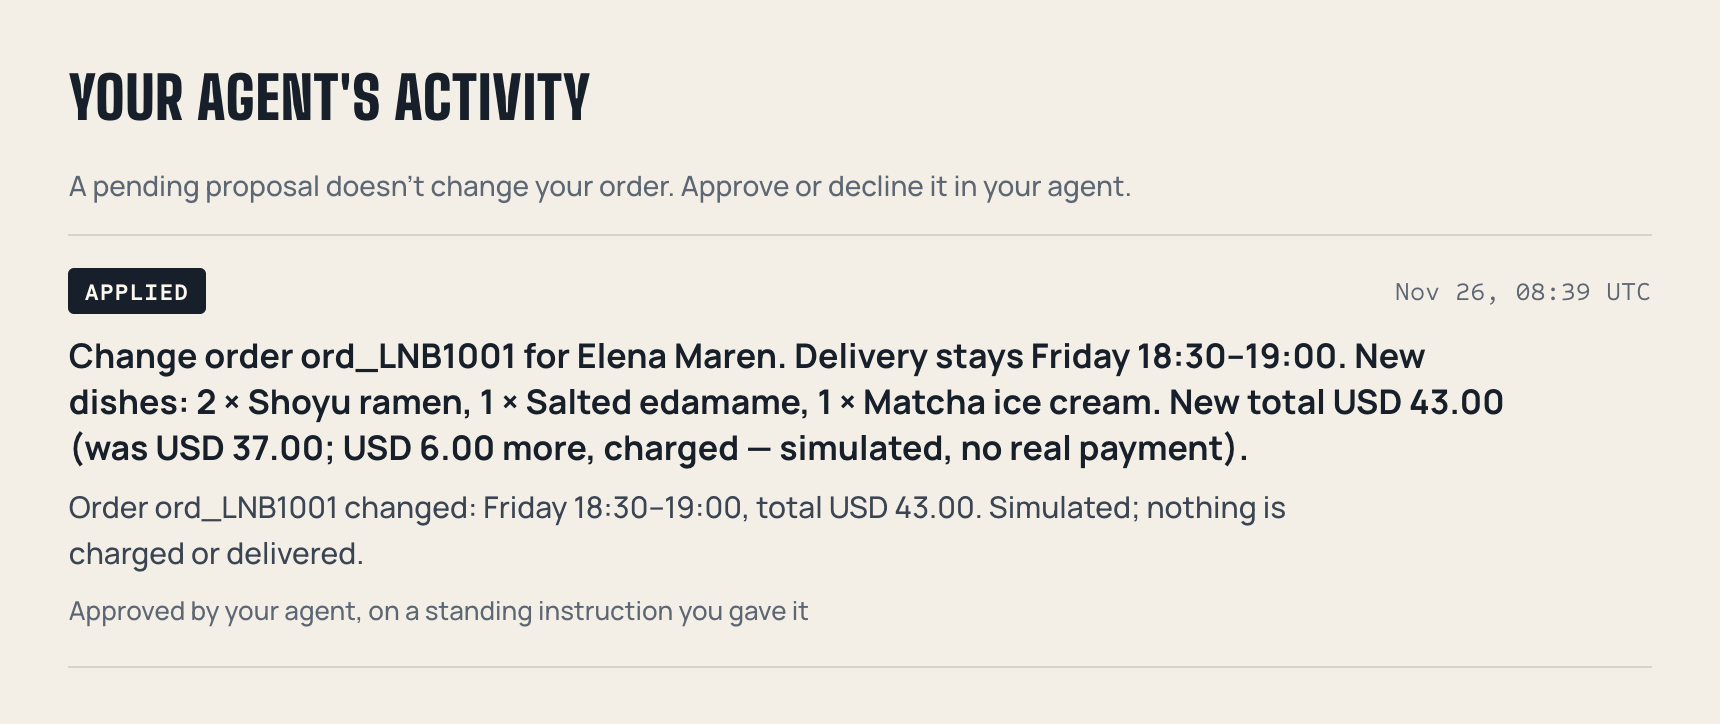 YOUR AGENT'S ACTIVITY
A pending proposal doesn’t change your order. Approve or decline it in your agent.
APPLIED
Nov 26, 08:39 UTC
Change order ord_LNB1001 for Elena Maren. Delivery stays Friday 18:30–19:00. New
dishes: 2 × Shoyu ramen, 1 × Salted edamame, 1 × Matcha ice cream. New total USD 43.00
(was USD 37.00; USD 6.00 more, charged — simulated, no real payment).
Order ord_LNB1001 changed: Friday 18:30–19:00, total USD 43.00. Simulated; nothing is
charged or delivered.
Approved by your agent, on a standing instruction you gave it